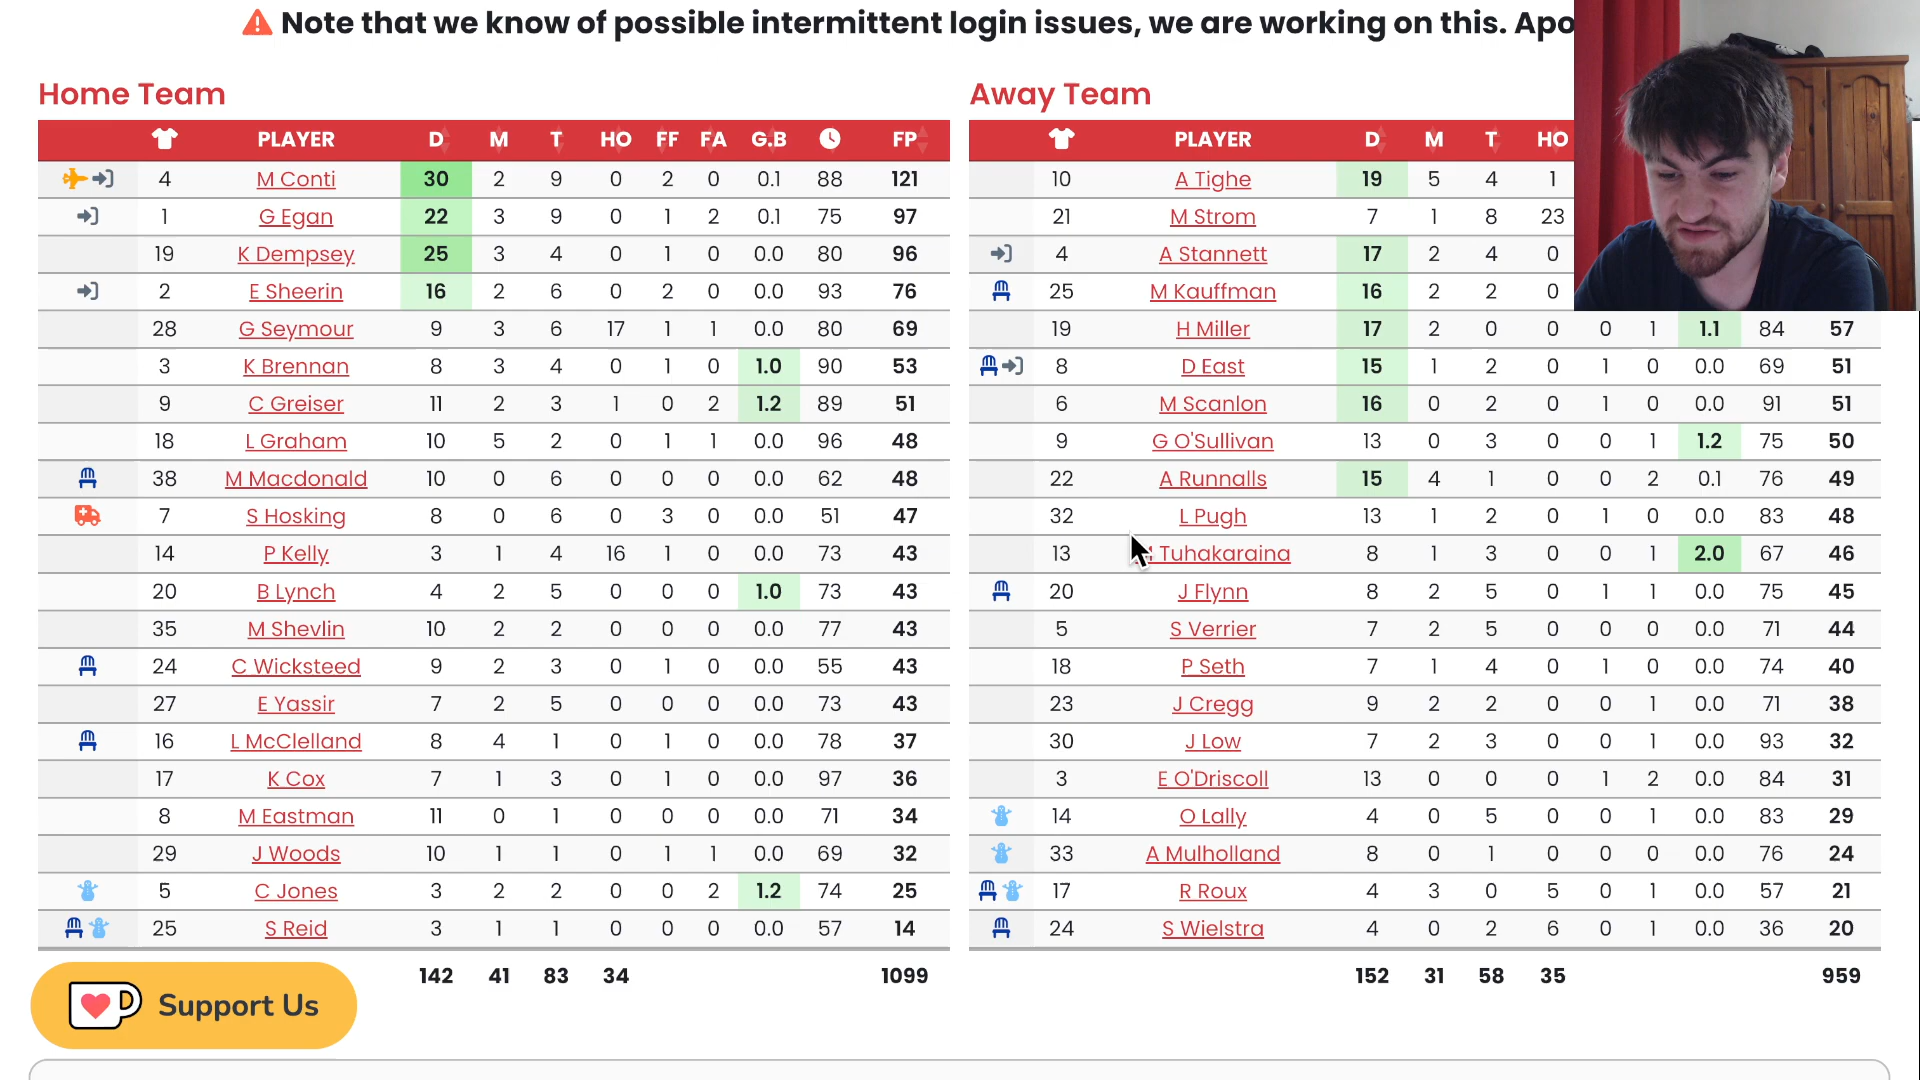 Note that we know of possible intermittent login issues, we are working on this. Apo
Home Team
PLAYER D M T HO FF FA G.B FP
4 M Conti 30 2 9 0 2 0 0.1 88 121
1 G Egan 22 3 9 0 1 2 0.1 75 97
19 K Dempsey 25 3 4 0 1 0 0.0 80 96
2 E Sheerin 16 2 6 0 2 0 0.0 93 76
28 G Seymour 9 3 6 17 1 1 0.0 80 69
3 K Brennan 8 3 4 0 1 0 1.0 90 53
9 C Greiser 11 2 3 1 0 2 1.2 89 51
18 L Graham 10 5 2 0 1 1 0.0 96 48
38 M Macdonald 10 0 6 0 0 0 0.0 62 48
7 S Hosking 8 0 6 0 3 0 0.0 51 47
14 P Kelly 3 1 4 16 1 0 0.0 73 43
20 B Lynch 4 2 5 0 0 0 1.0 73 43
35 M Shevlin 10 2 2 0 0 0 0.0 77 43
24 C Wicksteed 9 2 3 0 1 0 0.0 55 43
27 E Yassir 7 2 5 0 0 0 0.0 73 43
16 L McClelland 8 4 1 0 1 0 0.0 78 37
17 K Cox 7 1 3 0 1 0 0.0 97 36
8 M Eastman 11 0 1 0 0 0 0.0 71 34
29 J Woods 10 1 1 0 1 1 0.0 69 32
5 C Jones 3 2 2 0 0 2 1.2 74 25
25 S Reid 3 1 1 0 0 0 0.0 57 14
142 41 83 34 1099
Away Team
PLAYER D M T HO
10 A Tighe 19 5 4 1
21 M Strom 7 1 8 23
4 A Stannett 17 2 4 0
25 M Kauffman 16 2 2 0
19 H Miller 17 2 0 0 0 1 1.1 84 57
8 D East 15 1 2 0 1 0 0.0 69 51
6 M Scanlon 16 0 2 0 1 0 0.0 91 51
9 G O'Sullivan 13 0 3 0 0 1 1.2 75 50
22 A Runnalls 15 4 1 0 0 2 0.1 76 49
32 L Pugh 13 1 2 0 1 0 0.0 83 48
13 Tuhakaraina 8 1 3 0 0 1 2.0 67 46
20 J Flynn 8 2 5 0 1 1 0.0 75 45
5 S Verrier 7 2 5 0 0 0 0.0 71 44
18 P Seth 7 1 4 0 1 0 0.0 74 40
23 J Cregg 9 2 2 0 0 1 0.0 71 38
30 J Low 7 2 3 0 0 1 0.0 93 32
3 E O'Driscoll 13 0 0 0 1 2 0.0 84 31
14 O Lally 4 0 5 0 0 1 0.0 83 29
33 A Mulholland 8 0 1 0 0 0 0.0 76 24
17 R Roux 4 3 0 5 0 1 0.0 57 21
24 S Wielstra 4 0 2 6 0 1 0.0 36 20
152 31 58 35 959
Support Us